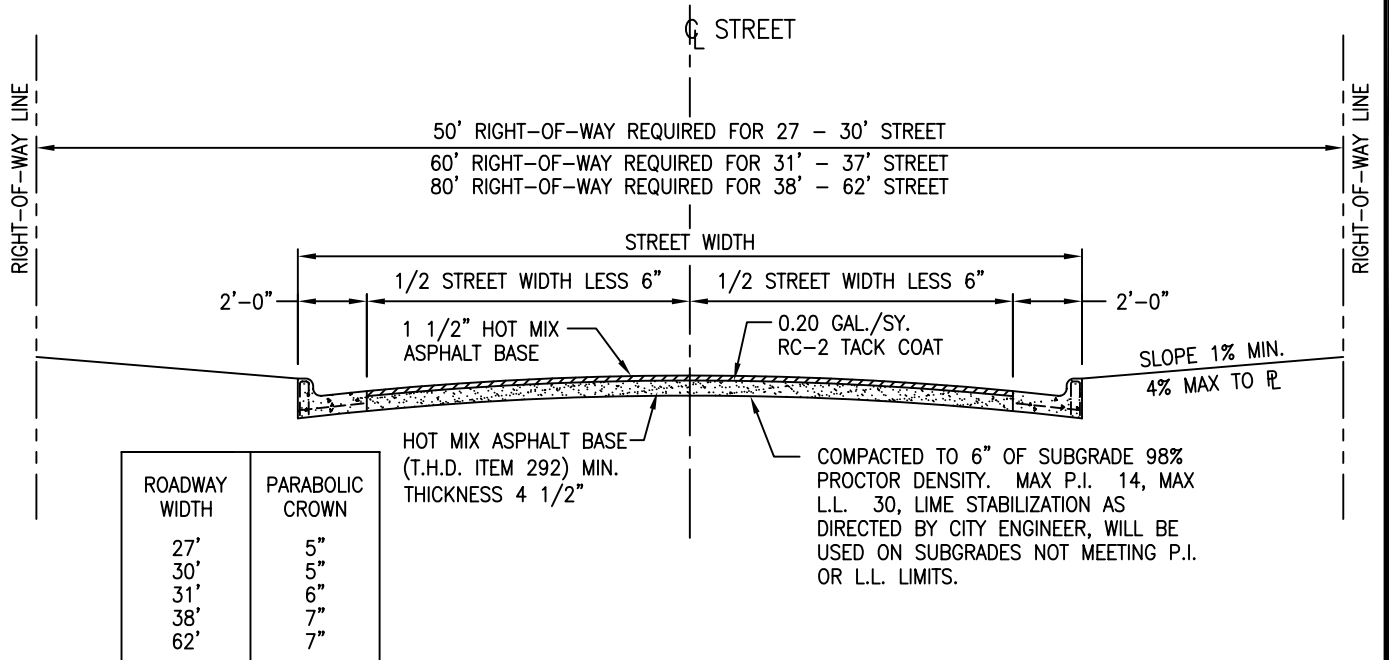 ℄ STREET
RIGHT-OF-WAY LINE
RIGHT-OF-WAY LINE
50' RIGHT-OF-WAY REQUIRED FOR 27 - 30' STREET
60' RIGHT-OF-WAY REQUIRED FOR 31' - 37' STREET
80' RIGHT-OF-WAY REQUIRED FOR 38' - 62' STREET
STREET WIDTH
1/2 STREET WIDTH LESS 6"
1/2 STREET WIDTH LESS 6"
2'-0"
2'-0"
1 1/2" HOT MIX
ASPHALT BASE
0.20 GAL./SY.
RC-2 TACK COAT
SLOPE 1% MIN.
4% MAX TO ⅊
HOT MIX ASPHALT BASE
(T.H.D. ITEM 292) MIN.
THICKNESS 4 1/2"
COMPACTED TO 6" OF SUBGRADE 98%
PROCTOR DENSITY. MAX P.I. 14, MAX
L.L. 30, LIME STABILIZATION AS
DIRECTED BY CITY ENGINEER, WILL BE
USED ON SUBGRADES NOT MEETING P.I.
OR L.L. LIMITS.
ROADWAY WIDTH PARABOLIC CROWN
27' 5"
30' 5"
31' 6"
38' 7"
62' 7"